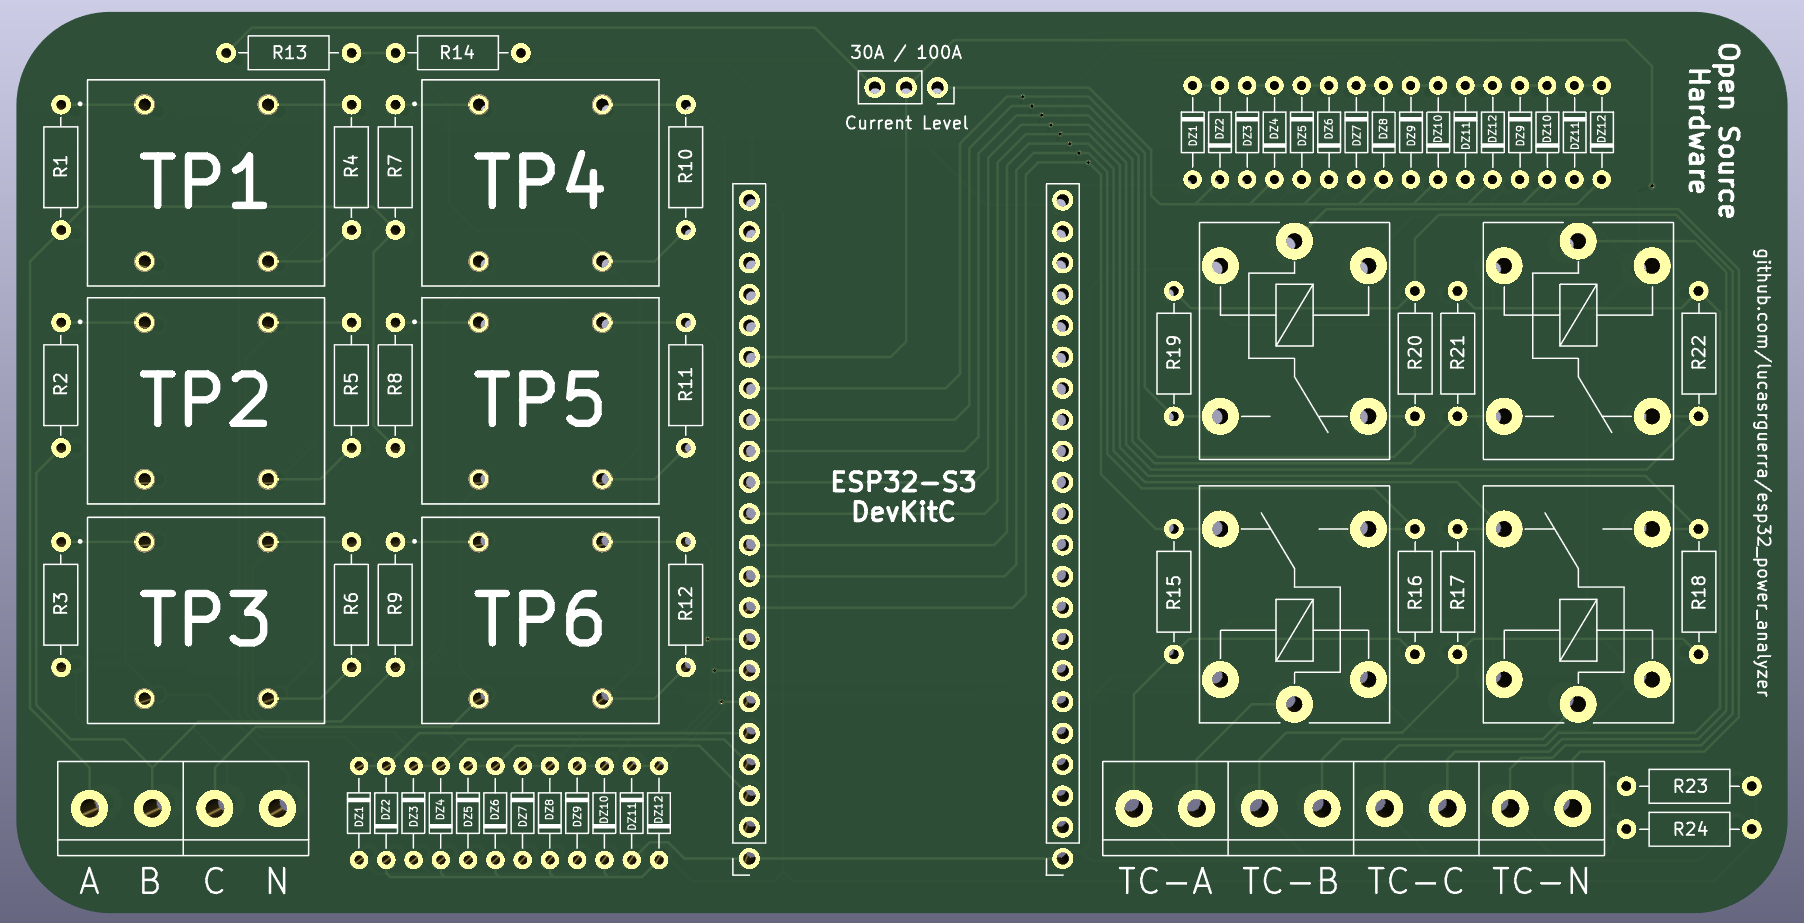 R13
R14
30A / 100A
Current Level
Open Source
Hardware
DZ1 DZ2 DZ3 DZ4 DZ5 DZ6 DZ7 DZ8 DZ9 DZ10 DZ11 DZ12 DZ9 DZ10 DZ11 DZ12
R1
TP1
R4
R7
TP4
R10
R2
TP2
R5
R8
TP5
R11
R3
TP3
R6
R9
TP6
R12
ESP32-S3
DevKitC
R19
R20
R21
R22
R15
R16
R17
R18
github.com/lucasrguerra/esp32_power_analyzer
DZ1 DZ2 DZ3 DZ4 DZ5 DZ6 DZ7 DZ8 DZ9 DZ10 DZ11 DZ12
R23
R24
A B C N
TC-A TC-B TC-C TC-N